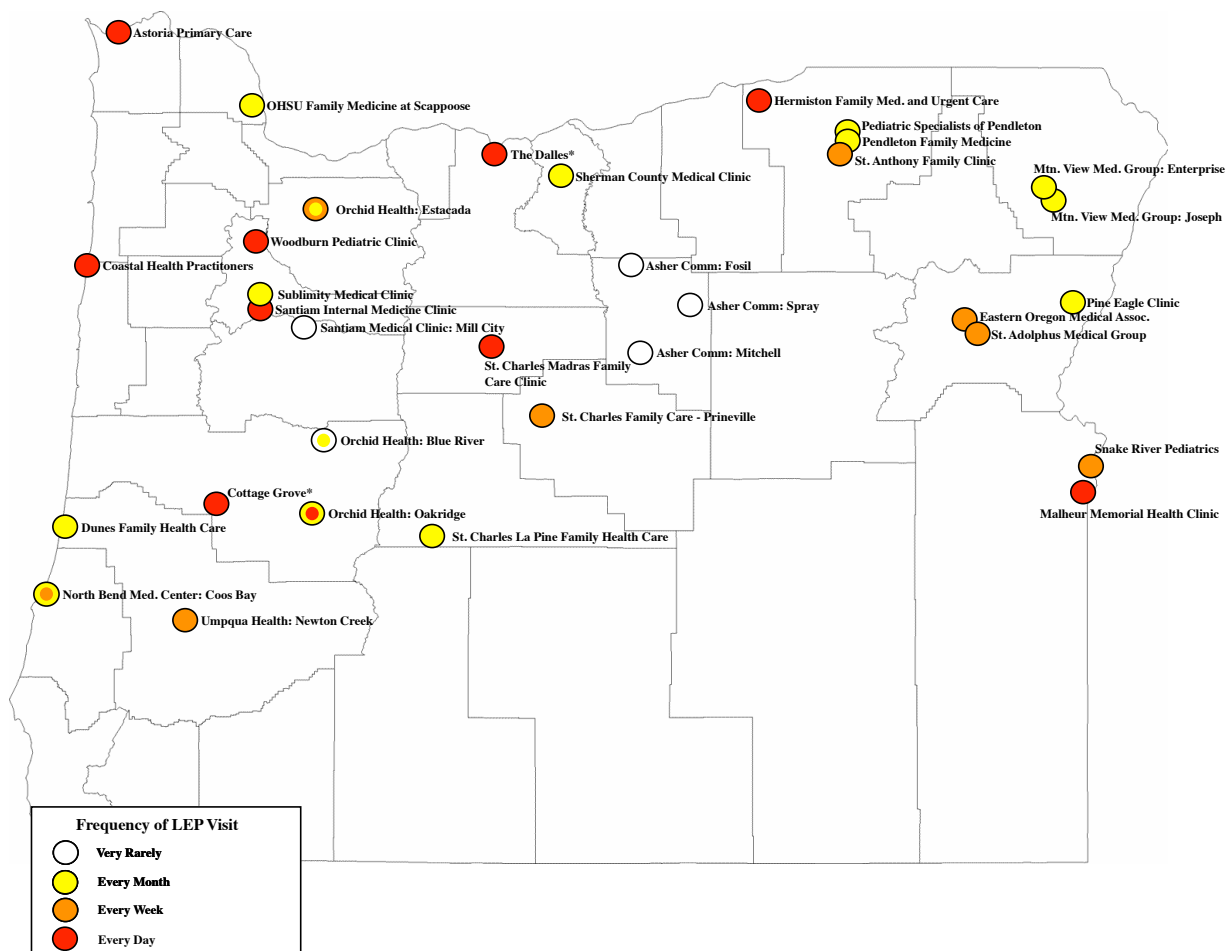 Astoria Primary Care
OHSU Family Medicine at Scappoose
Hermiston Family Med. and Urgent Care
Pediatric Specialists of Pendleton
Pendleton Family Medicine
The Dalles*
St. Anthony Family Clinic
Mtn. View Med. Group: Enterprise
Sherman County Medical Clinic
Orchid Health: Estacada
Mtn. View Med. Group: Joseph
Woodburn Pediatric Clinic
Coastal Health Practitioners
Asher Comm: Fosil
Sublimity Medical Clinic
Pine Eagle Clinic
Asher Comm: Spray
Santiam Internal Medicine Clinic
Eastern Oregon Medical Assoc.
Santiam Medical Clinic: Mill City
St. Adolphus Medical Group
Asher Comm: Mitchell
St. Charles Madras Family
Care Clinic
St. Charles Family Care - Prineville
Orchid Health: Blue River
Snake River Pediatrics
Cottage Grove*
Orchid Health: Oakridge
Malheur Memorial Health Clinic
Dunes Family Health Care
St. Charles La Pine Family Health Care
North Bend Med. Center: Coos Bay
Umpqua Health: Newton Creek
Frequency of LEP Visit
Very Rarely
Every Month
Every Week
Every Day